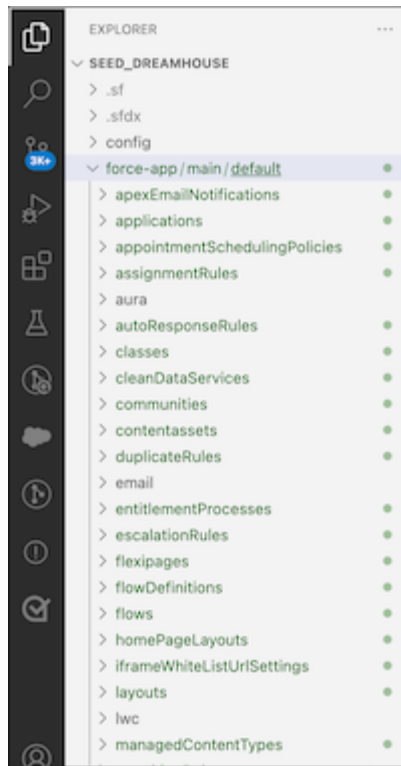 EXPLORER
SEED_DREAMHOUSE
.sf
.sfdx
config
force-app/main/default
apexEmailNotifications
applications
appointmentSchedulingPolicies
assignmentRules
aura
autoResponseRules
classes
cleanDataServices
communities
contentassets
duplicateRules
email
entitlementProcesses
escalationRules
flexipages
flowDefinitions
flows
homePageLayouts
iframeWhiteListUrlSettings
layouts
lwc
managedContentTypes
3K+